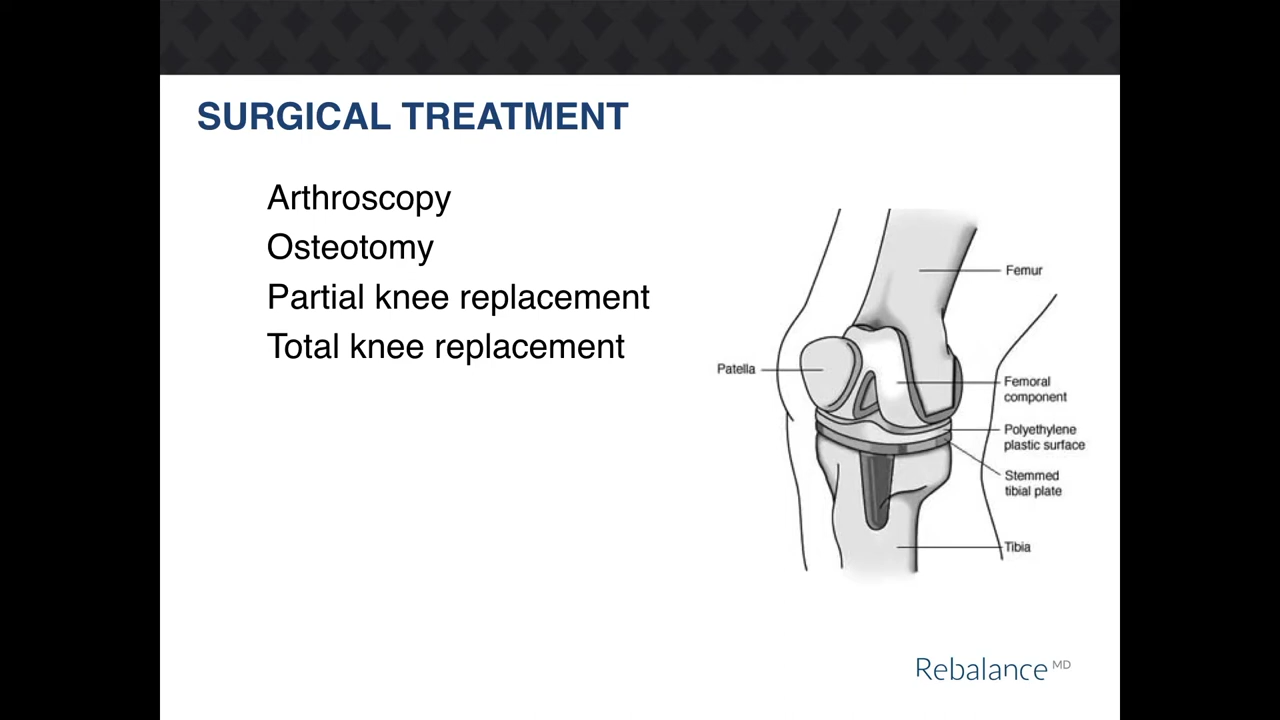 SURGICAL TREATMENT
Arthroscopy
Osteotomy
Partial knee replacement
Total knee replacement
Femur
Patella
Femoral
component
Polyethylene
plastic surface
Stemmed
tibial plate
Tibia
Rebalance MD